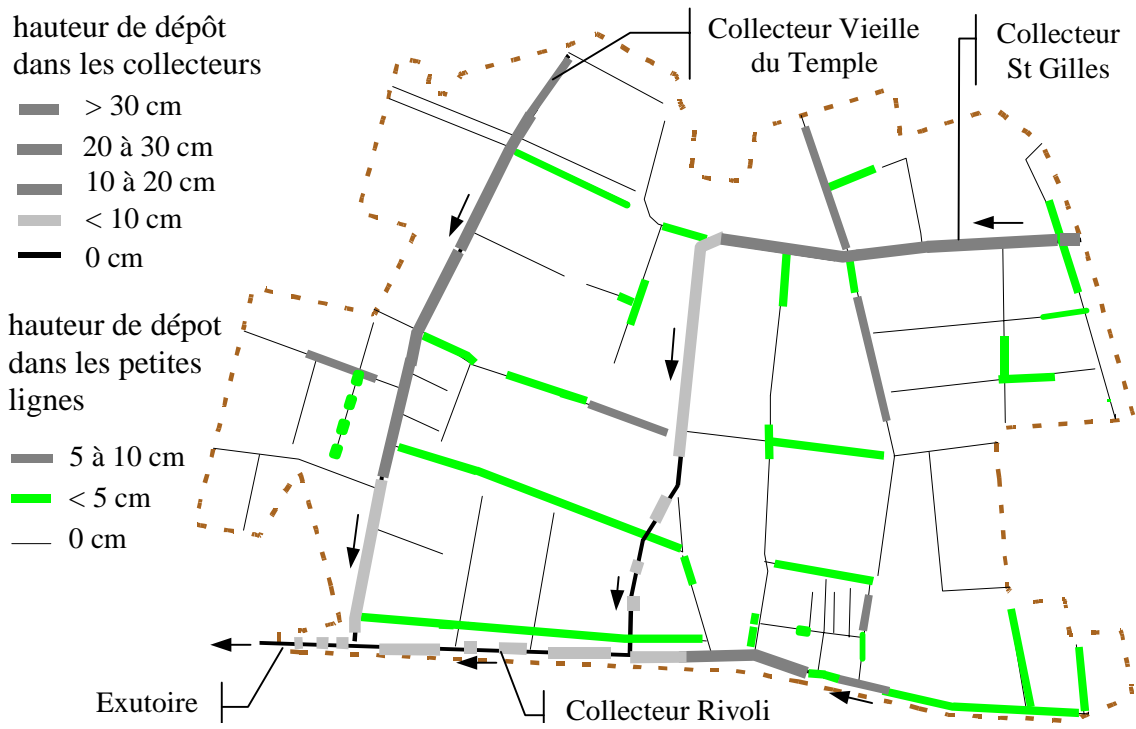 hauteur de dépôt
dans les collecteurs
> 30 cm
20 à 30 cm
10 à 20 cm
< 10 cm
0 cm
hauteur de dépot
dans les petites
lignes
5 à 10 cm
< 5 cm
0 cm
Collecteur Vieille
du Temple
Collecteur
St Gilles
Exutoire
Collecteur Rivoli